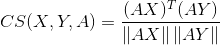 CS(X,Y,A) = \frac{(AX)^T(AY)}{\|AX\| \, \|AY\|}